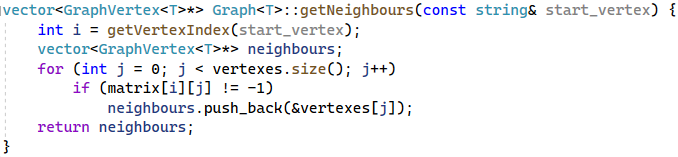 vector<GraphVertex<T>*> Graph<T>::getNeighbours(const string& start_vertex) {
    int i = getVertexIndex(start_vertex);
    vector<GraphVertex<T>*> neighbours;
    for (int j = 0; j < vertexes.size(); j++)
        if (matrix[i][j] != -1)
            neighbours.push_back(&vertexes[j]);
    return neighbours;
}